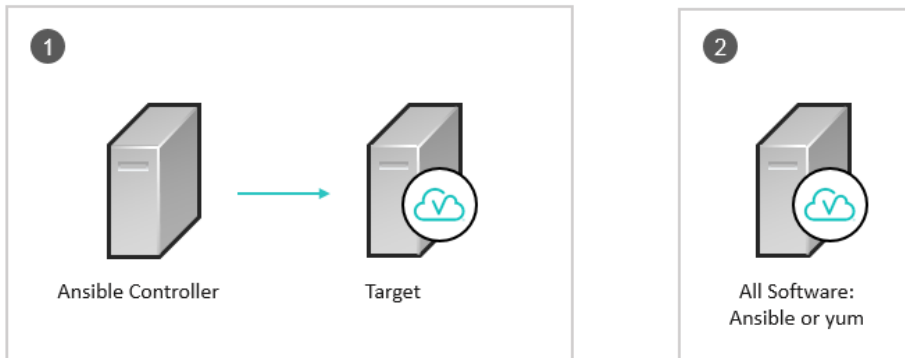 1
Ansible Controller
Target
2
All Software:
Ansible or yum